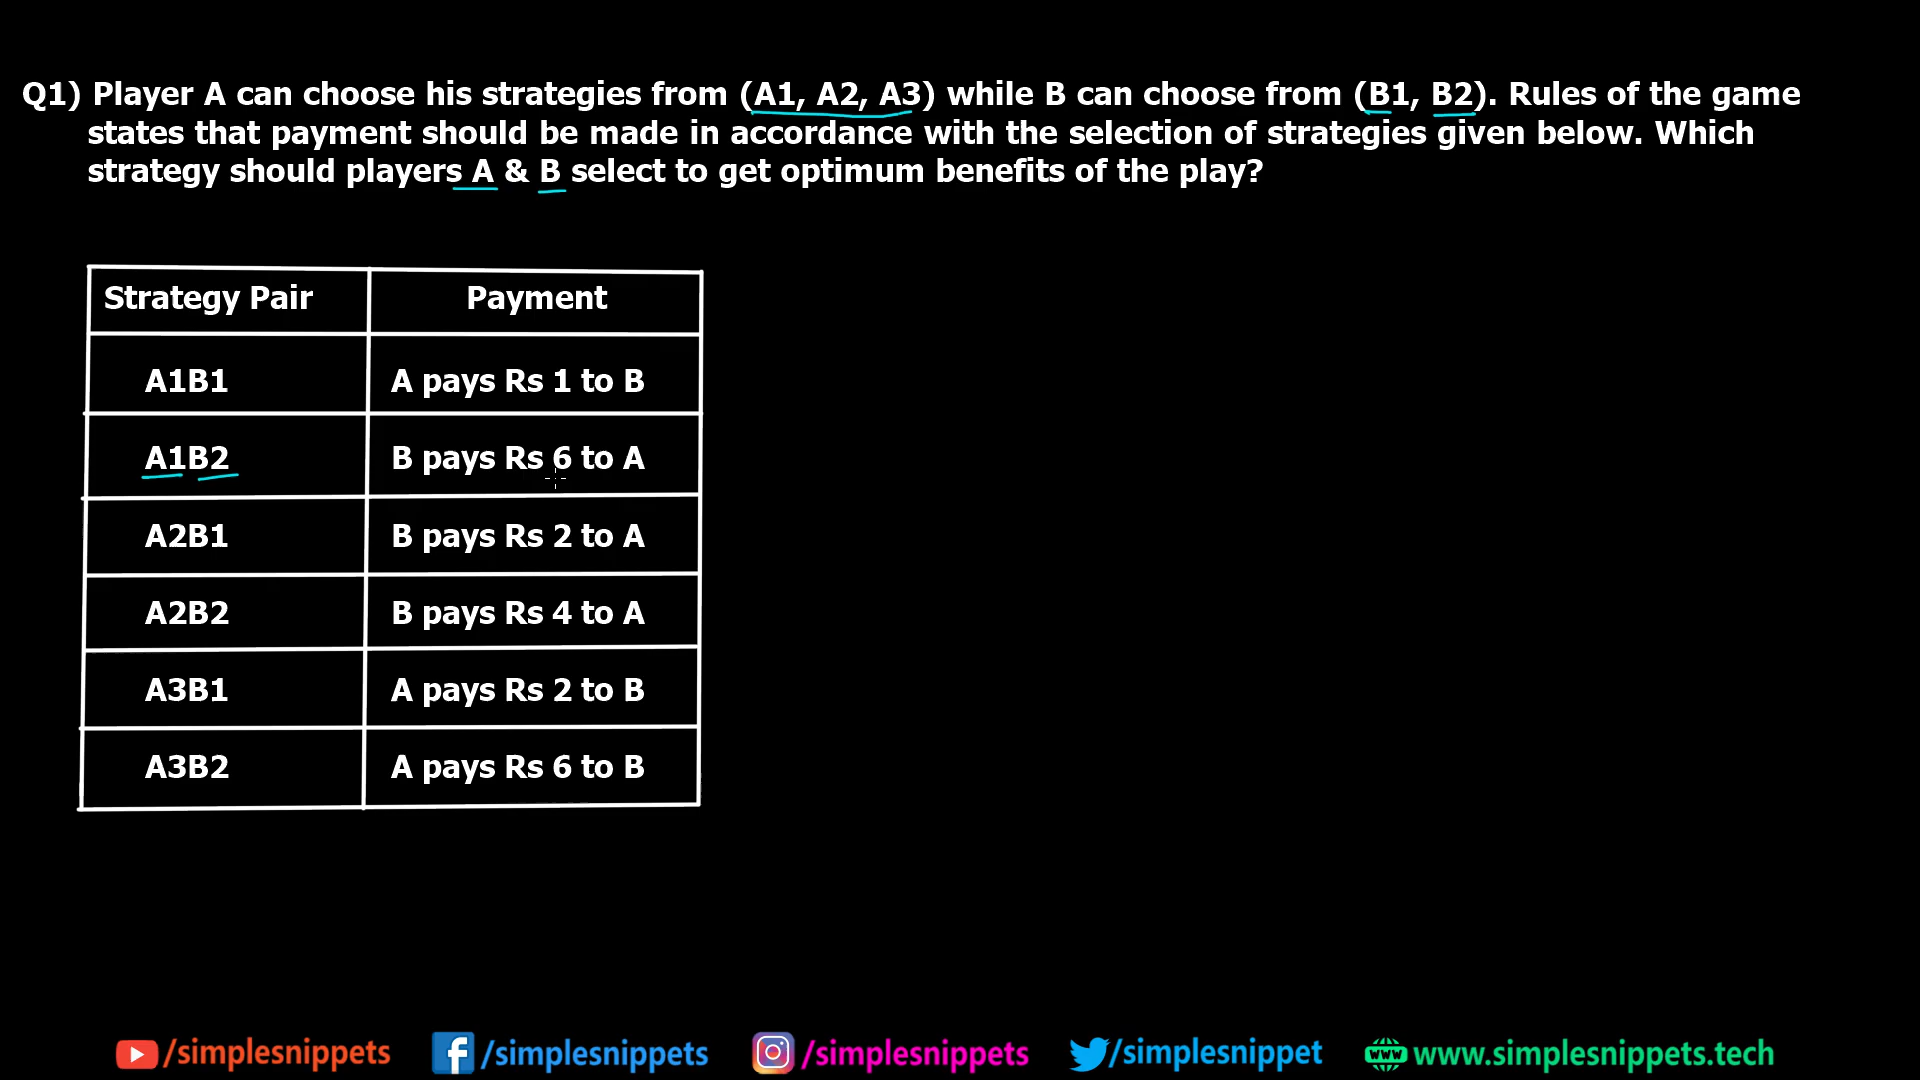 Q1) Player A can choose his strategies from (A1, A2, A3) while B can choose from (B1, B2). Rules of the game
states that payment should be made in accordance with the selection of strategies given below. Which
strategy should players A & B select to get optimum benefits of the play?
Strategy Pair Payment
A1B1 A pays Rs 1 to B
A1B2 B pays Rs 6 to A
A2B1 B pays Rs 2 to A
A2B2 B pays Rs 4 to A
A3B1 A pays Rs 2 to B
A3B2 A pays Rs 6 to B
/simplesnippets /simplesnippets /simplesnippets /simplesnippet www.simplesnippets.tech